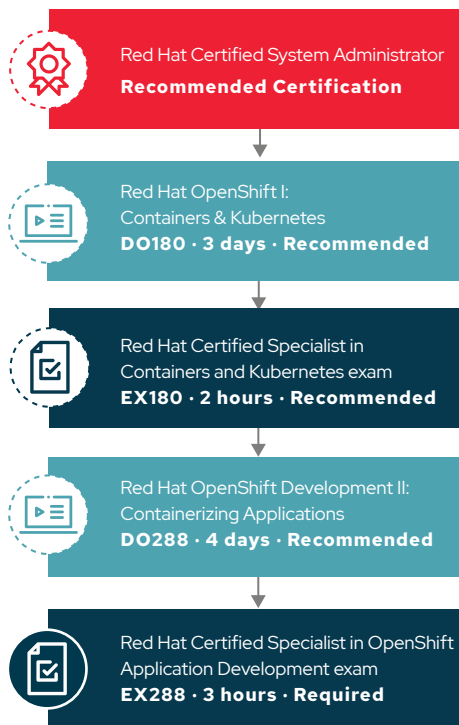 Red Hat Certified System Administrator
Recommended Certification
Red Hat OpenShift I:
Containers & Kubernetes
DO180 · 3 days · Recommended
Red Hat Certified Specialist in
Containers and Kubernetes exam
EX180 · 2 hours · Recommended
Red Hat OpenShift Development II:
Containerizing Applications
DO288 · 4 days · Recommended
Red Hat Certified Specialist in OpenShift
Application Development exam
EX288 · 3 hours · Required